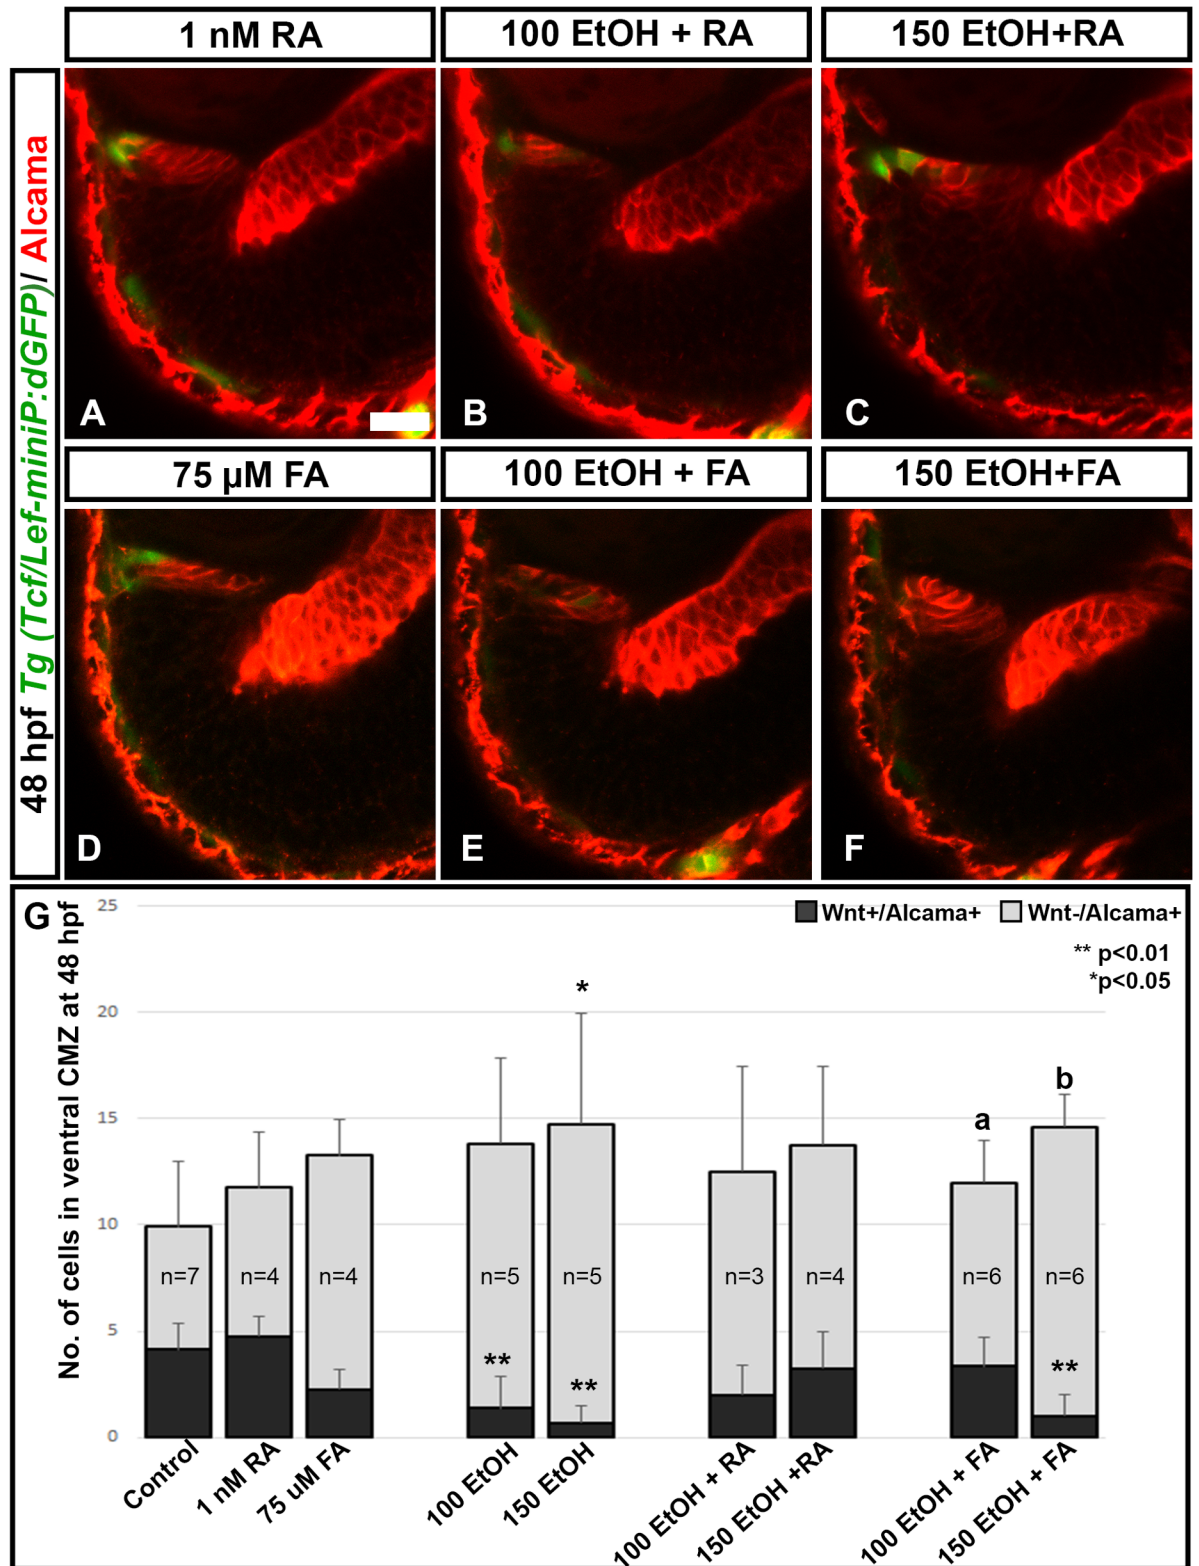 1 nM RA
100 EtOH + RA
150 EtOH+RA
48 hpf Tg (Tcf/Lef-miniP:dGFP)/ Alcama
A
B
C
75 µM FA
100 EtOH + FA
150 EtOH+FA
D
E
F
G
No. of cells in ventral CMZ at 48 hpf
25
20
15
10
5
0
Wnt+/Alcama+
Wnt-/Alcama+
** p<0.01
*p<0.05
*
b
a
n=7
n=4
n=4
n=5
n=5
n=3
n=4
n=6
n=6
**
**
**
Control
1 nM RA
75 uM FA
100 EtOH
150 EtOH
100 EtOH + RA
150 EtOH +RA
100 EtOH + FA
150 EtOH + FA